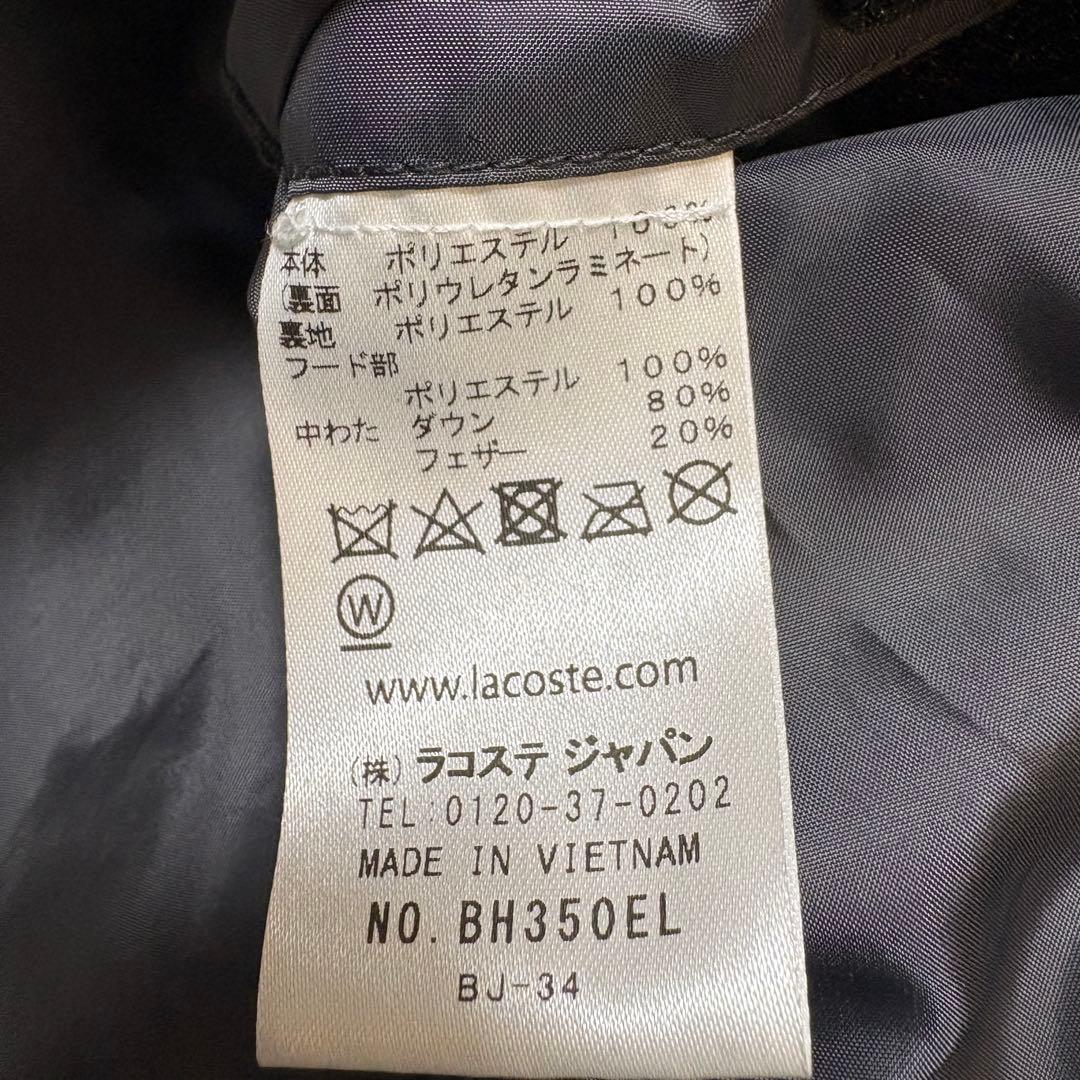 本体 ポリエステル 100%
(裏面 ポリウレタンラミネート)
裏地 ポリエステル 100%
フード部
ポリエステル 100%
中わた ダウン 80%
フェザー 20%
W
www.lacoste.com
(株) ラコステ ジャパン
TEL:0120-37-0202
MADE IN VIETNAM
NO. BH350EL
BJ-34